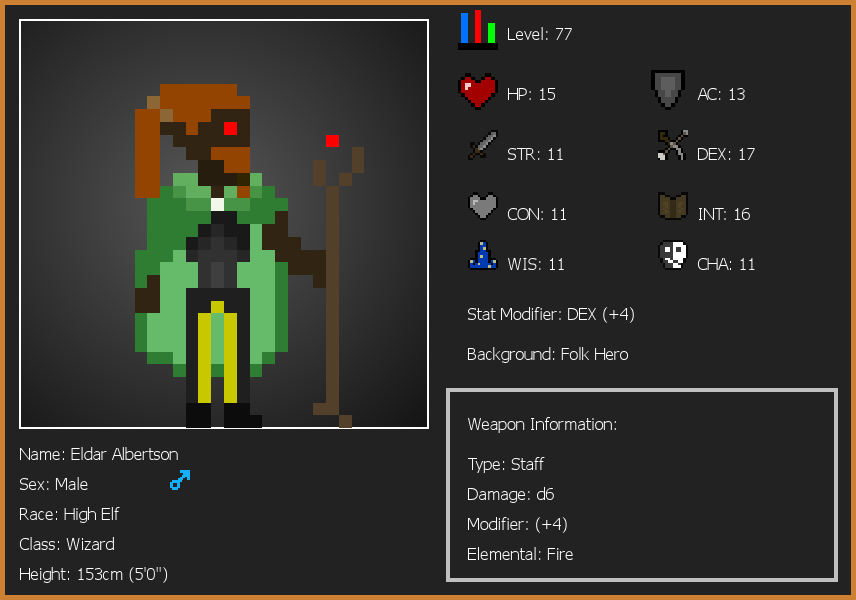 Level: 77
HP: 15
AC: 13
STR: 11
DEX: 17
CON: 11
INT: 16
WIS: 11
CHA: 11
Stat Modifier: DEX (+4)
Background: Folk Hero
Weapon Information:
Type: Staff
Damage: d6
Modifier: (+4)
Elemental: Fire
Name: Eldar Albertson
Sex: Male
Race: High Elf
Class: Wizard
Height: 153cm (5'0")